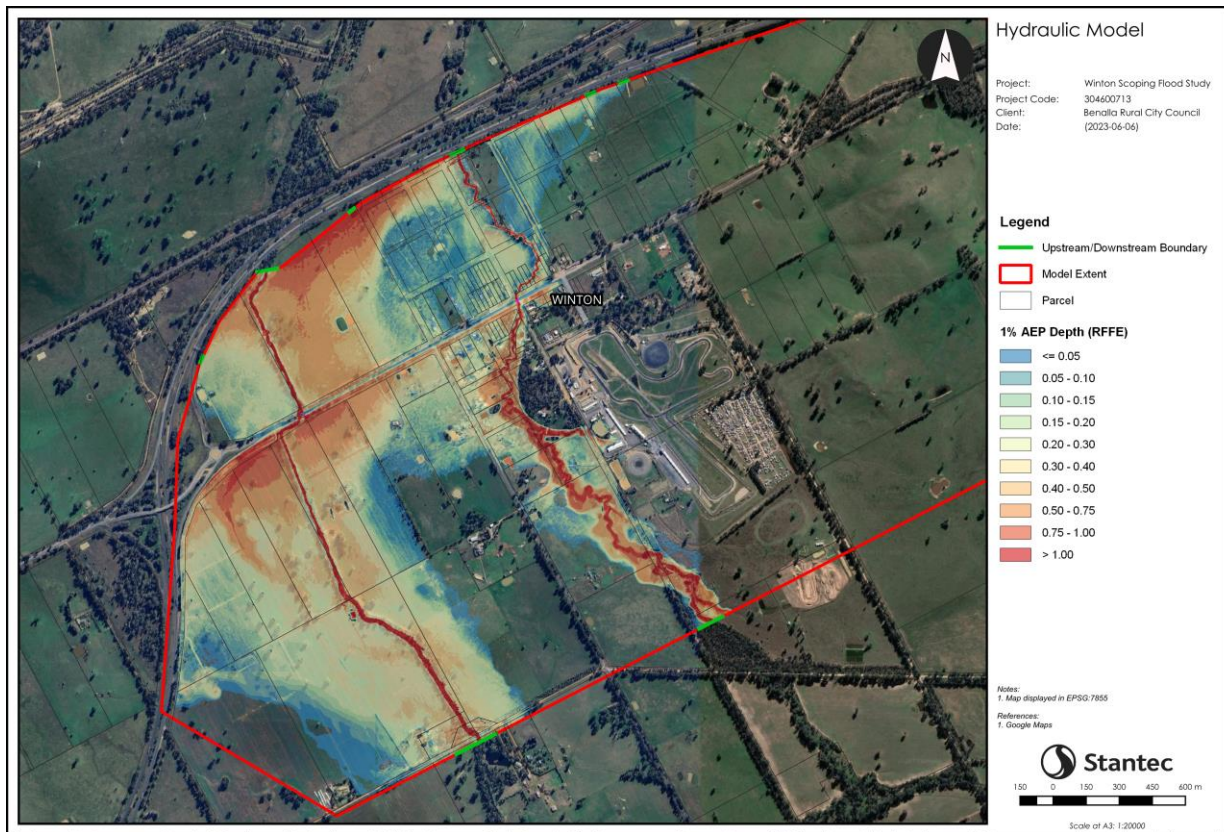 Hydraulic Model
Project: Winton Scoping Flood Study
Project Code: 304600713
Client: Benalla Rural City Council
Date: (2023-06-06)
N
WINTON
Legend
Upstream/Downstream Boundary
Model Extent
Parcel
1% AEP Depth (RFFE)
<= 0.05
0.05 - 0.10
0.10 - 0.15
0.15 - 0.20
0.20 - 0.30
0.30 - 0.40
0.40 - 0.50
0.50 - 0.75
0.75 - 1.00
> 1.00
Notes:
1. Map displayed in EPSG:7855
References:
1. Google Maps
Stantec
150 0 150 300 450 600 m
Scale at A3: 1:20000